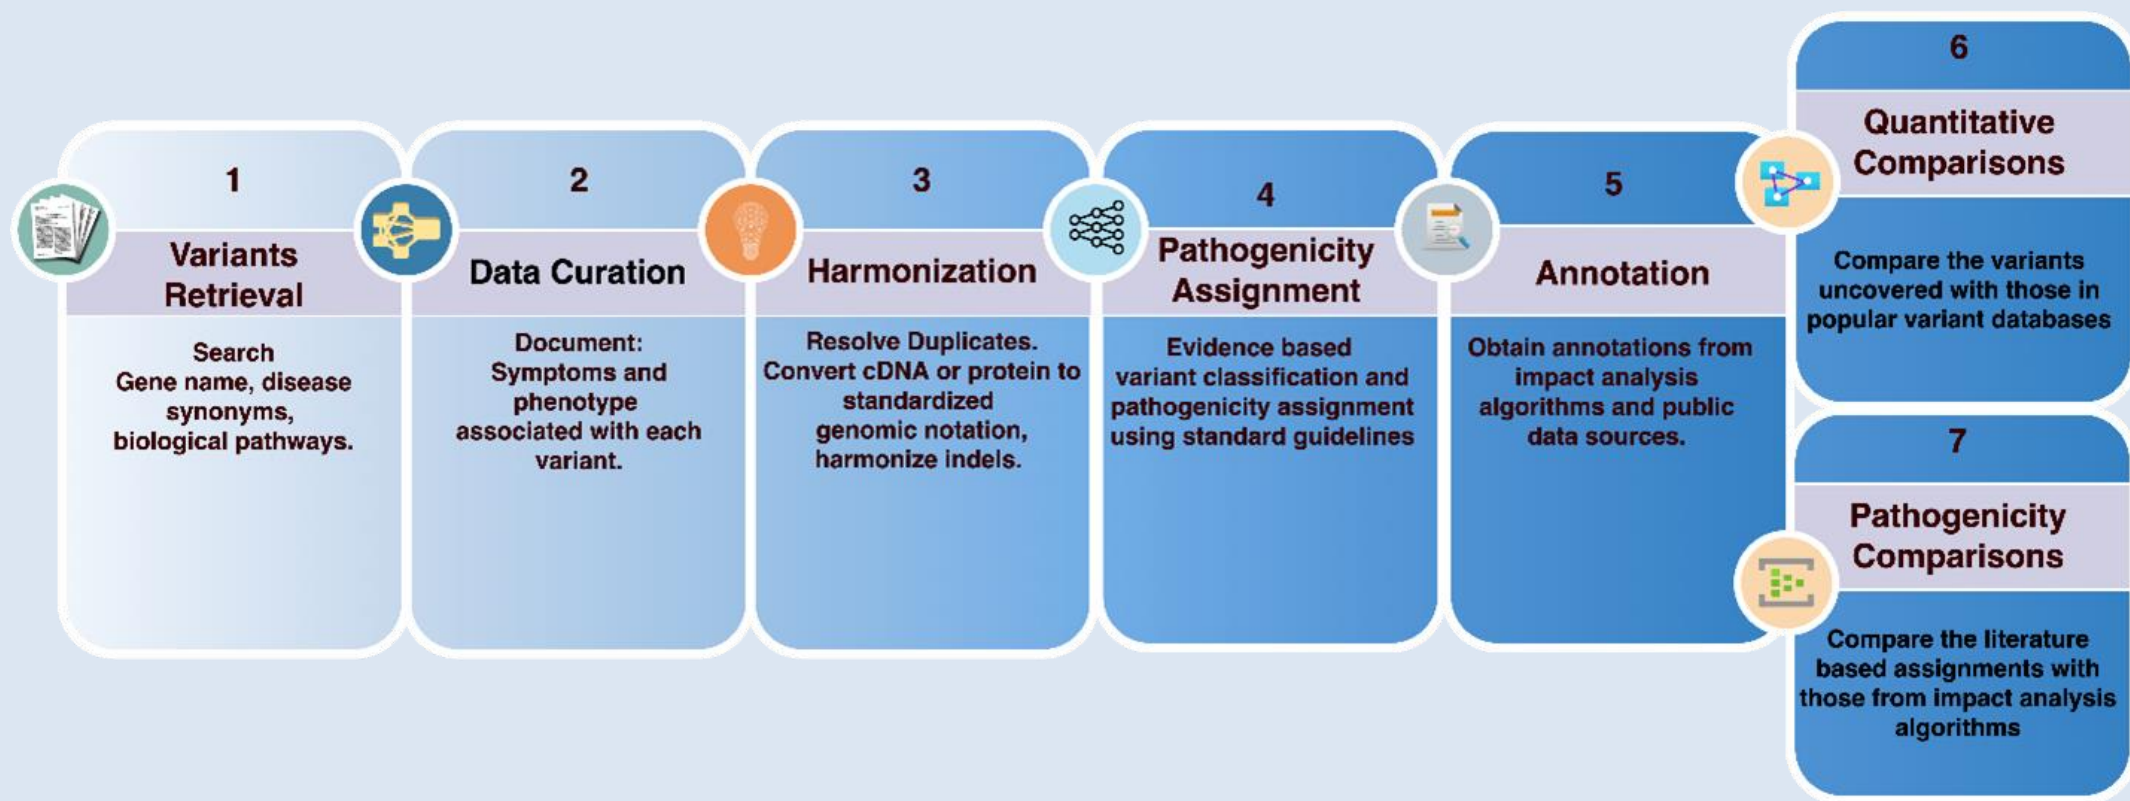 1
Variants
Retrieval
Search
Gene name, disease
synonyms,
biological pathways.
2
Data Curation
Document:
Symptoms and
phenotype
associated with each
variant.
3
Harmonization
Resolve Duplicates.
Convert cDNA or protein to
standardized
genomic notation,
harmonize indels.
4
Pathogenicity
Assignment
Evidence based
variant classification and
pathogenicity assignment
using standard guidelines
5
Annotation
Obtain annotations from
impact analysis
algorithms and public
data sources.
6
Quantitative
Comparisons
Compare the variants
uncovered with those in
popular variant databases
7
Pathogenicity
Comparisons
Compare the literature
based assignments with
those from impact analysis
algorithms